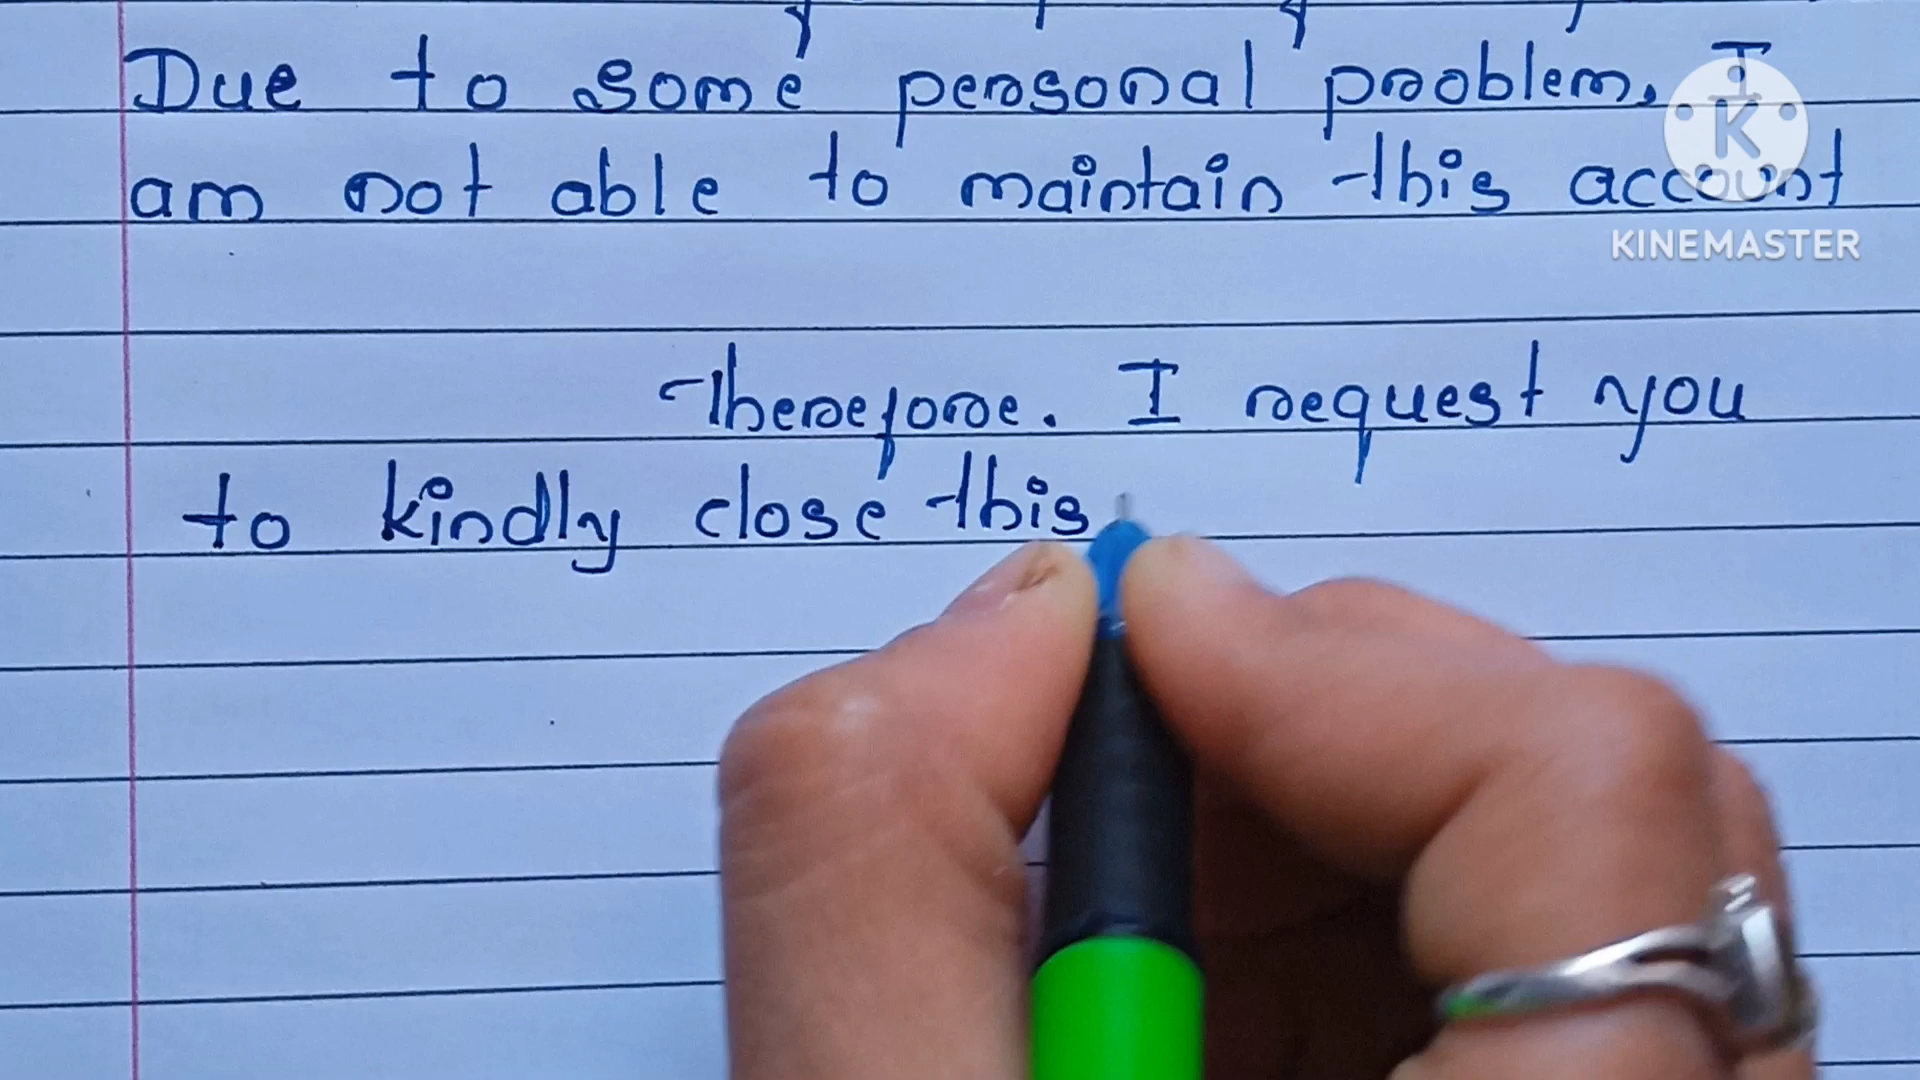 Due to some personal problem, I
am not able to maintain this account
K
KINEMASTER
Therefore. I request you
to kindly close this